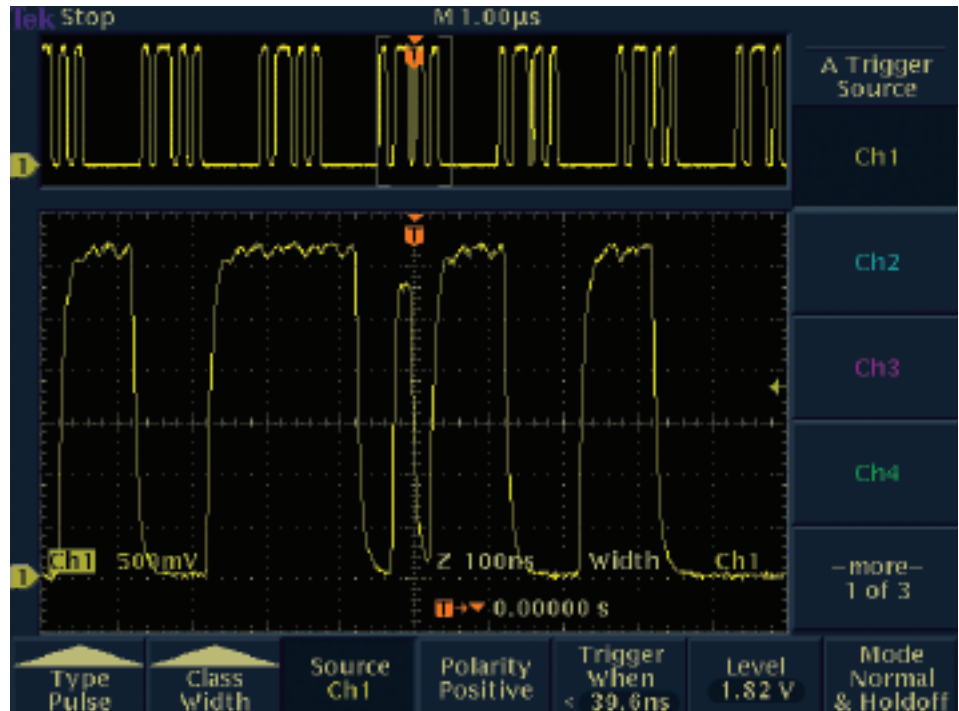 Tek Stop M 1.00µs
T
1
A Trigger
Source
Ch1
Ch2
Ch3
Ch4
–more–
1 of 3
T
1
Ch1 500mV Z 100ns Width Ch1
T→▼ 0.00000 s
Type
Pulse
Class
Width
Source
Ch1
Polarity
Positive
Trigger
When
< 39.6ns
Level
1.82 V
Mode
Normal
& Holdoff